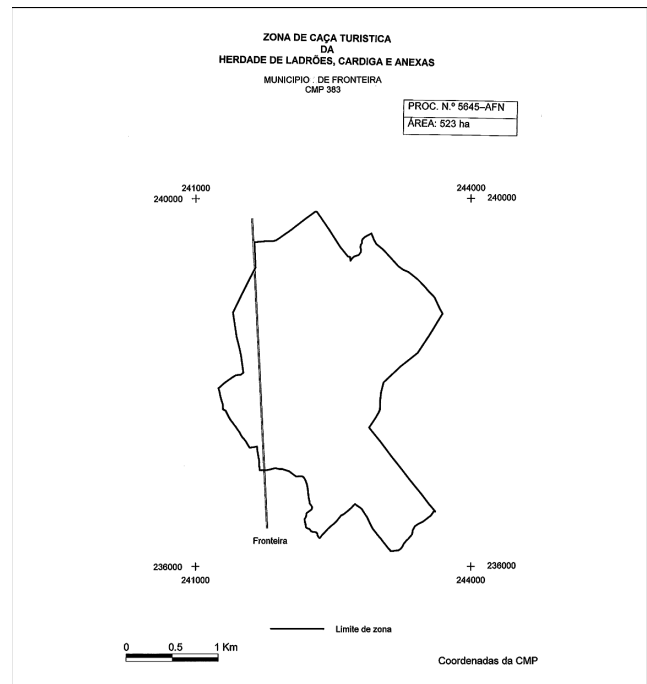 ZONA DE CAÇA TURISTICA
DA
HERDADE DE LADRÕES, CARDIGA E ANEXAS
MUNICIPIO : DE FRONTEIRA
CMP 383
PROC. N.º 5645–AFN
ÁREA: 523 ha
241000
240000
244000
240000
Fronteira
236000
241000
236000
244000
Limite de zona
0 0.5 1 Km
Coordenadas da CMP